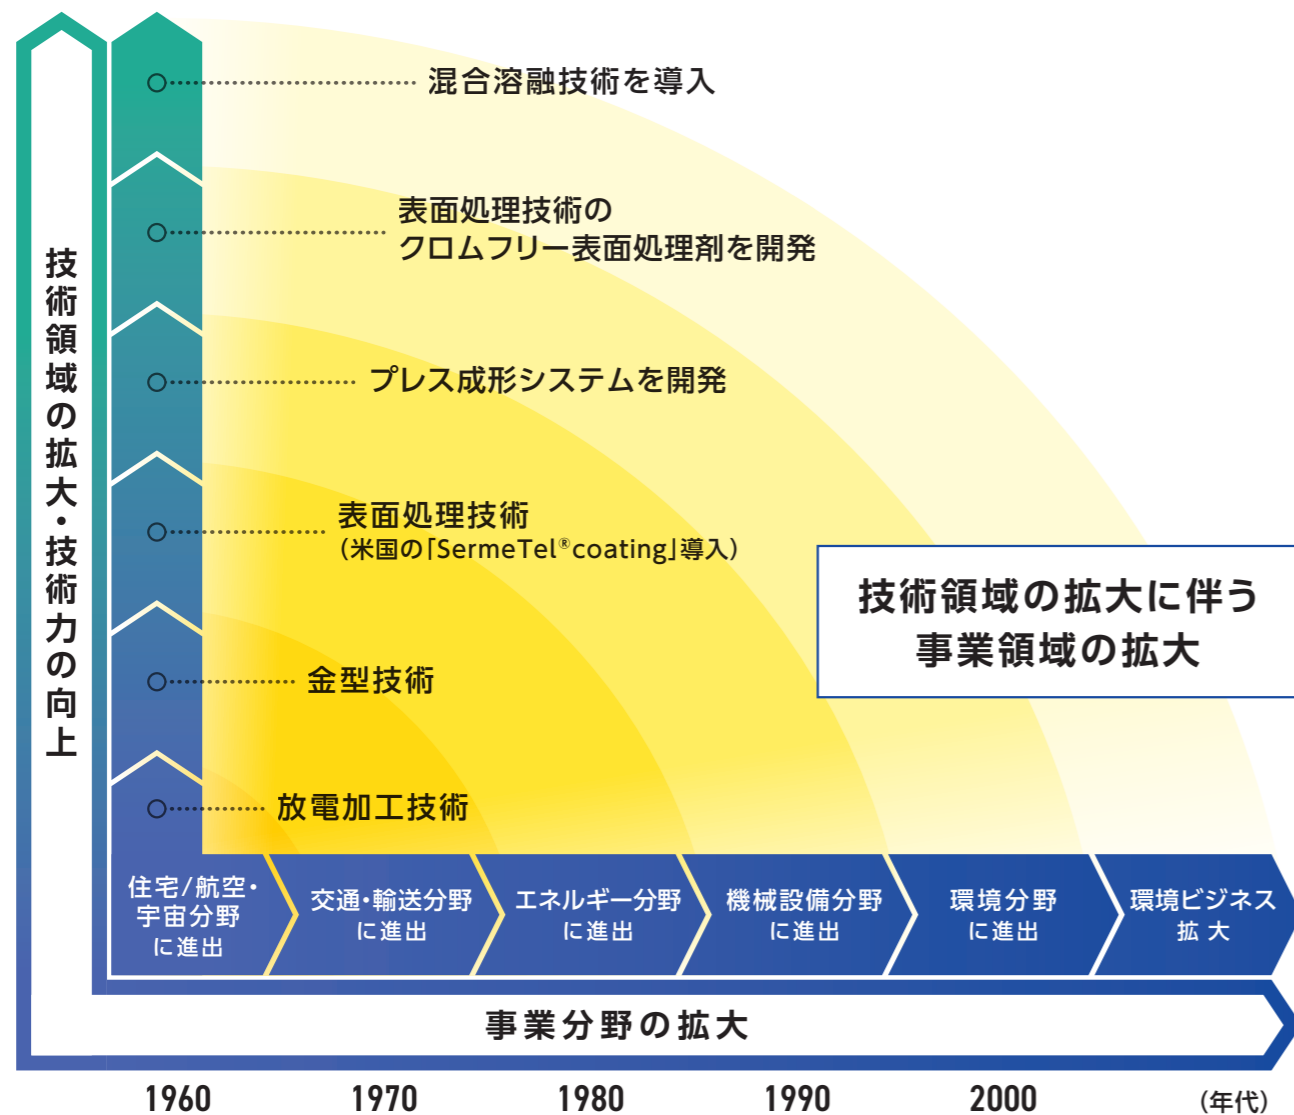 混合溶融技術を導入
表面処理技術の
クロムフリー表面処理剤を開発
プレス成形システムを開発
表面処理技術
（米国の「SermeTel®coating」導入）
金型技術
放電加工技術
技術領域の拡大・技術力の向上
技術領域の拡大に伴う
事業領域の拡大
住宅/航空・
宇宙分野
に進出
交通・輸送分野
に進出
エネルギー分野
に進出
機械設備分野
に進出
環境分野
に進出
環境ビジネス
拡大
事業分野の拡大
1960 1970 1980 1990 2000 （年代）